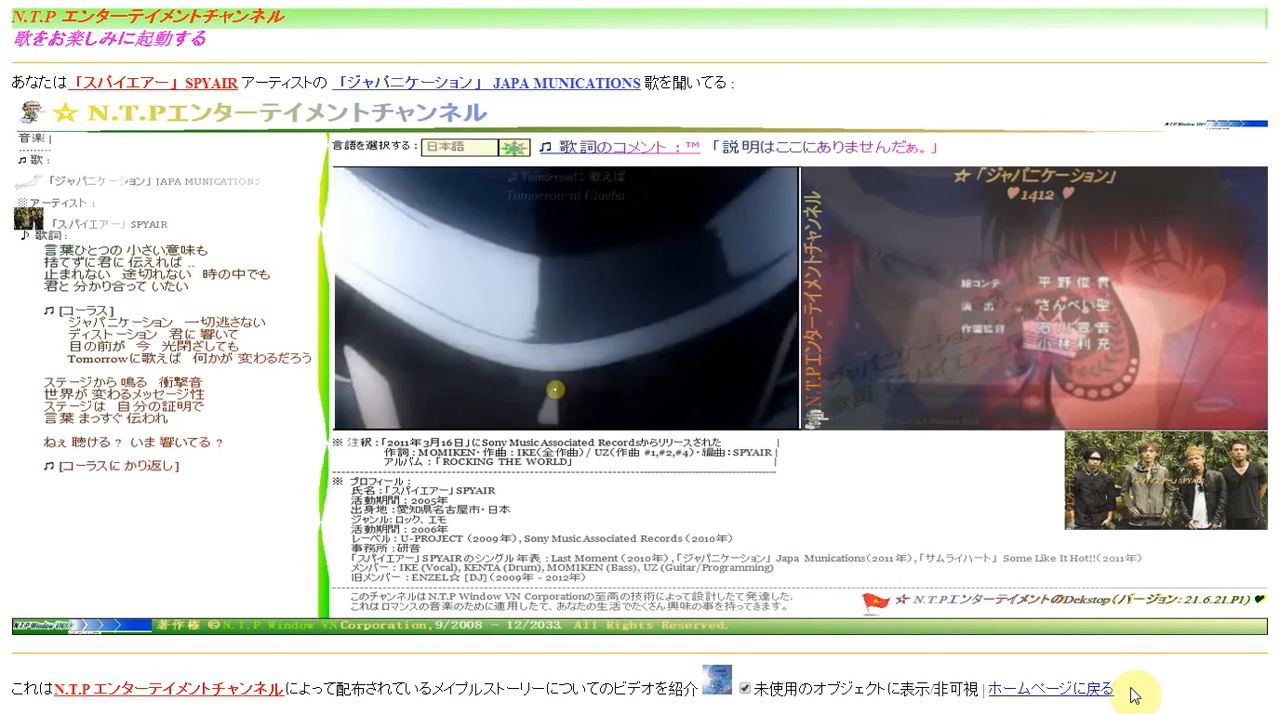 N.T.P エンターテイメントチャンネル
歌をお楽しみに起動する
あなたは「スパイエアー」 SPYAIR アーティストの 「ジャパニケーション」 JAPA MUNICATIONS 歌を聞いてる :
☆ N.T.Pエンターテイメントチャンネル
音楽 |
♫ 歌 :
「ジャパニケーション」JAPA MUNICATIONS
アーティスト :
「スパイエアー」SPYAIR
♪ 歌詞 :
言葉ひとつの 小さい意味も
捨てずに君に 伝えれば ..
止まれない 途切れない 時の中でも
君と 分かり合って いたい
♫ [コーラス]
ジャパニケーション 一切逃さない
ディストーション 君に 響いて
目の前が 今 光閉ざしても
Tomorrowに歌えば 何かが 変わるだろう
ステージから 鳴る 衝撃音
世界が 変わるメッセージ性
ステージは 自分の証明で
言葉 まっすぐ 伝われ
ねぇ 聴ける ? いま 響いてる ?
♫ [コーラスに かり返し]
言語を選択する : 日本語 ♫ 歌詞のコメント : ™ 「説明はここにありませんだぁ。」
♫ Tomorrowに 歌えば
Tomorrow ni Utaeba
☆「ジャパニケーション」
♥1412 ♥
絵コンテ 平野俊貴
演出 さんぺい聖
作画監督 石川晋吾
小林利充
N.T.Pエンターテイメントチャンネル
※ 注釈 : 「2011年3月16日」にSony Music Associated Recordsからリリースされた |
作詞 : MOMIKEN・作曲 : IKE(全作曲) / UZ(作曲 #1,#2,#4)・編曲: SPYAIR |
アルバム : 「ROCKING THE WORLD」 |
※ プロフィール :
氏名 : 「スパイエアー」SPYAIR
活動期間 : 2005年
出身地 : 愛知県名古屋市・日本
ジャンル: ロック、エモ
活動期間 : 2006年
レーベル : U-PROJECT (2009年), Sony Music Associated Records (2010年)
事務所 : 研音
「スパイエアー」SPYAIRのシングル年表 : Last Moment (2010年),「ジャパニケーション」 Japa Munications(2011年),「サムライハート」 Some Like It Hot!!(2011年)
メンバー : IKE (Vocal), KENTA (Drum), MOMIKEN (Bass), UZ (Guitar/Programming)
旧メンバー : ENZEL☆ [DJ] (2009年 - 2012年)
このチャンネルはN.T.P Window VN Corporationの至高の技術によって設計したて発達した.
これはロマンスの音楽のために適用したて、あなたの生活でたくさん興味の事を持ってきます。
☆ N.T.PエンターテイメントのDekstop (バージョン: 21.6.21.P1) ♥
著作権 ©N.T.P Window VN Corporation,9/2008 - 12/2033. All Rights Reserved.
これはN.T.P エンターテイメントチャンネルによって配布されているメイプルストーリーについてのビデオを紹介 未使用のオブジェクトに表示/非可視 | ホームページに戻る